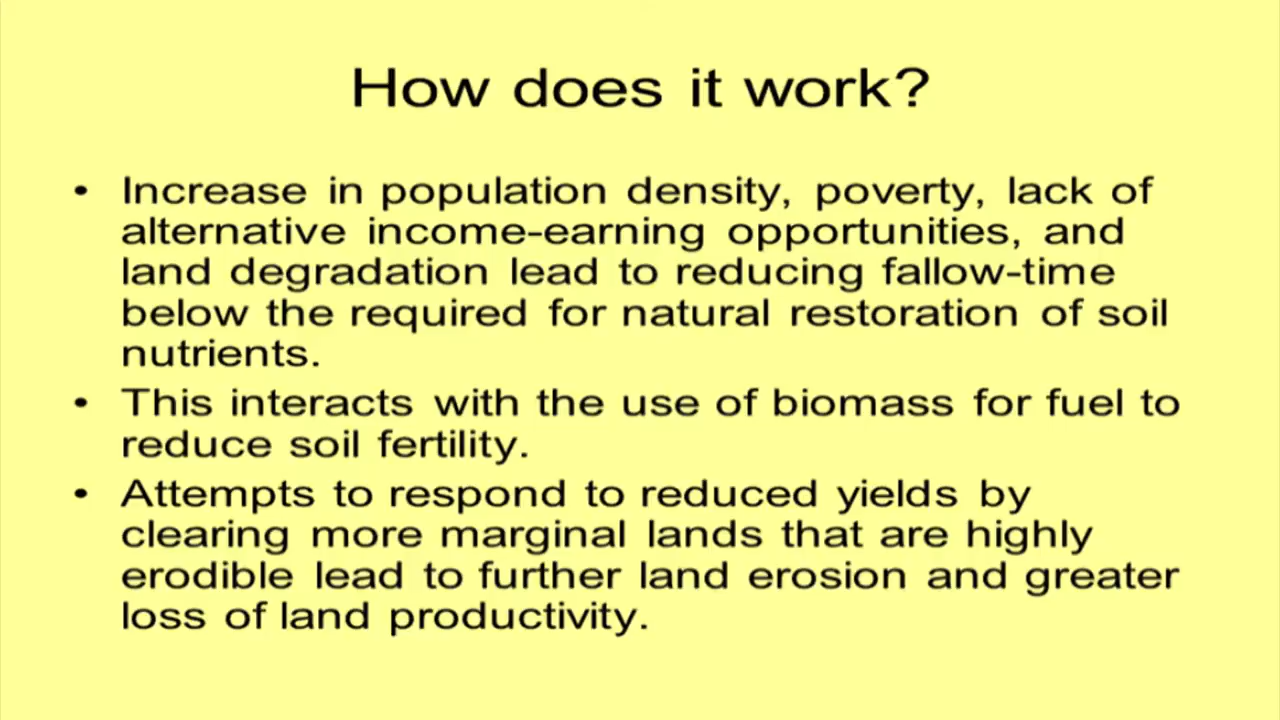 How does it work?
• Increase in population density, poverty, lack of
alternative income-earning opportunities, and
land degradation lead to reducing fallow-time
below the required for natural restoration of soil
nutrients.
• This interacts with the use of biomass for fuel to
reduce soil fertility.
• Attempts to respond to reduced yields by
clearing more marginal lands that are highly
erodible lead to further land erosion and greater
loss of land productivity.